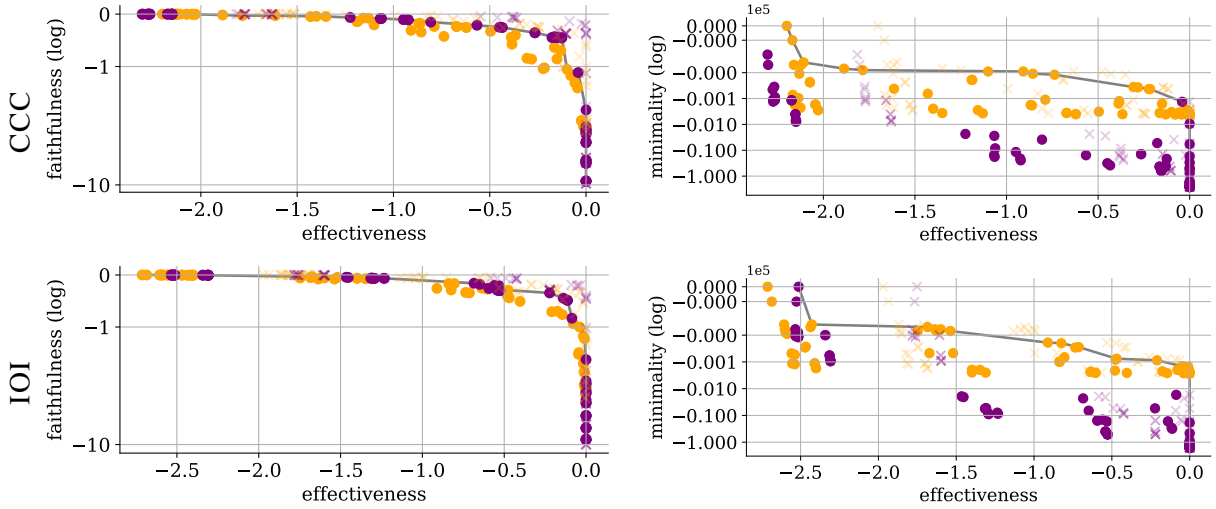 CCC
faithfulness (log)
0
−1
−10
−2.0 −1.5 −1.0 −0.5 0.0
effectiveness
minimality (log)
1e5
−0.000
−0.000
−0.000
−0.001
−0.010
−0.100
−1.000
−2.0 −1.5 −1.0 −0.5 0.0
effectiveness
IOI
faithfulness (log)
0
−1
−10
−2.5 −2.0 −1.5 −1.0 −0.5 0.0
effectiveness
minimality (log)
1e5
−0.000
−0.000
−0.000
−0.001
−0.010
−0.100
−1.000
−2.5 −2.0 −1.5 −1.0 −0.5 0.0
effectiveness